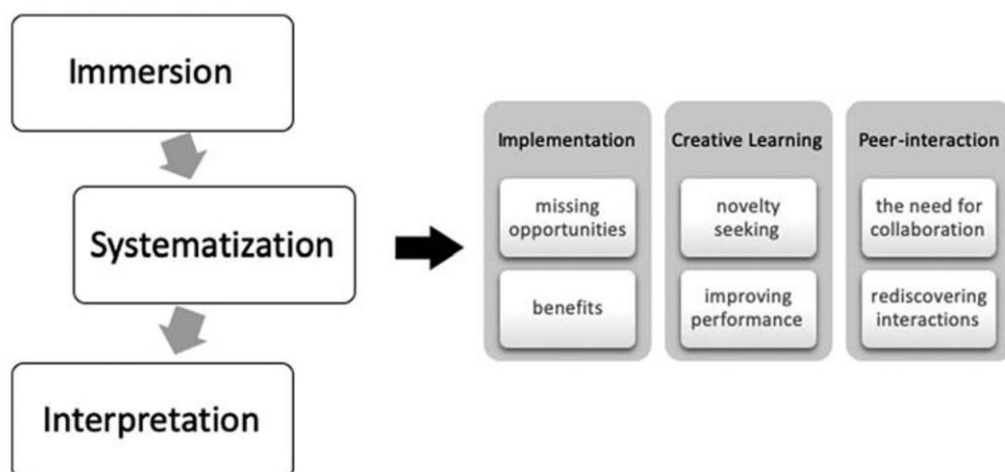 Immersion
Systematization
Interpretation
Implementation
missing
opportunities
benefits
Creative Learning
novelty
seeking
improving
performance
Peer-interaction
the need for
collaboration
rediscovering
interactions